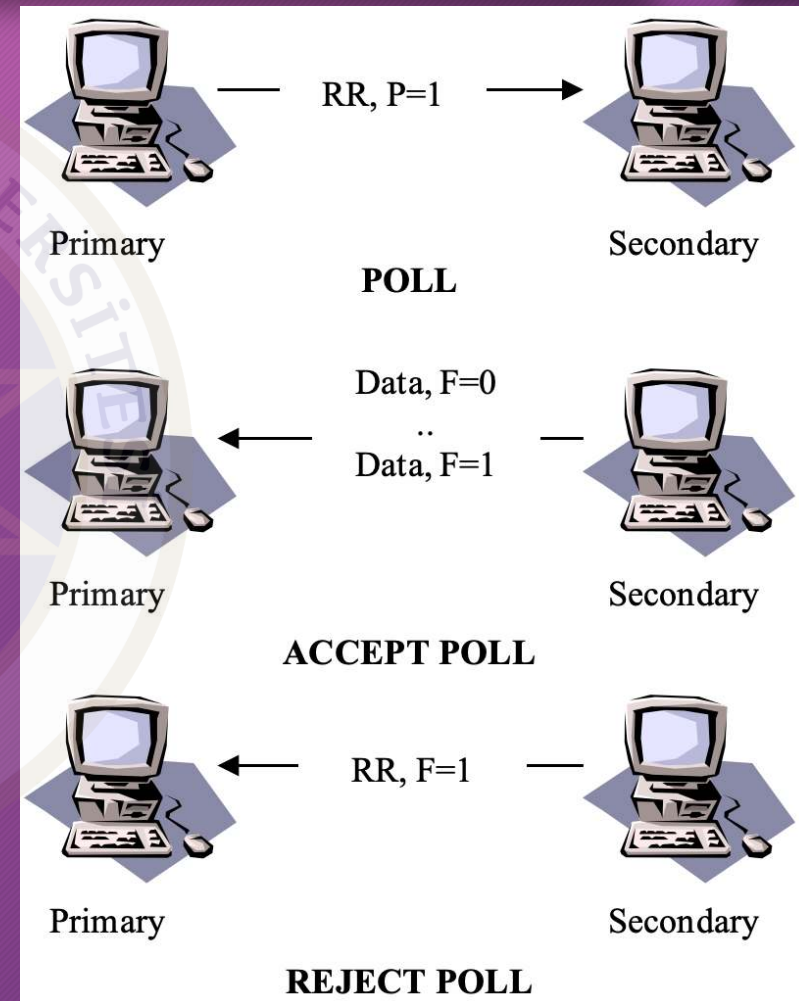 RR, P=1
Primary Secondary
POLL
Data, F=0
..
Data, F=1
Primary Secondary
ACCEPT POLL
RR, F=1
Primary Secondary
REJECT POLL